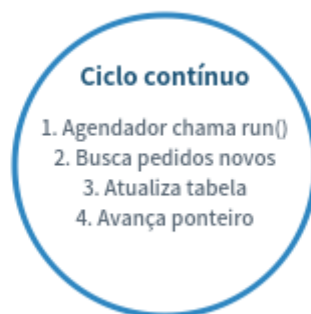 Ciclo contínuo
1. Agendador chama run()
2. Busca pedidos novos
3. Atualiza tabela
4. Avança ponteiro